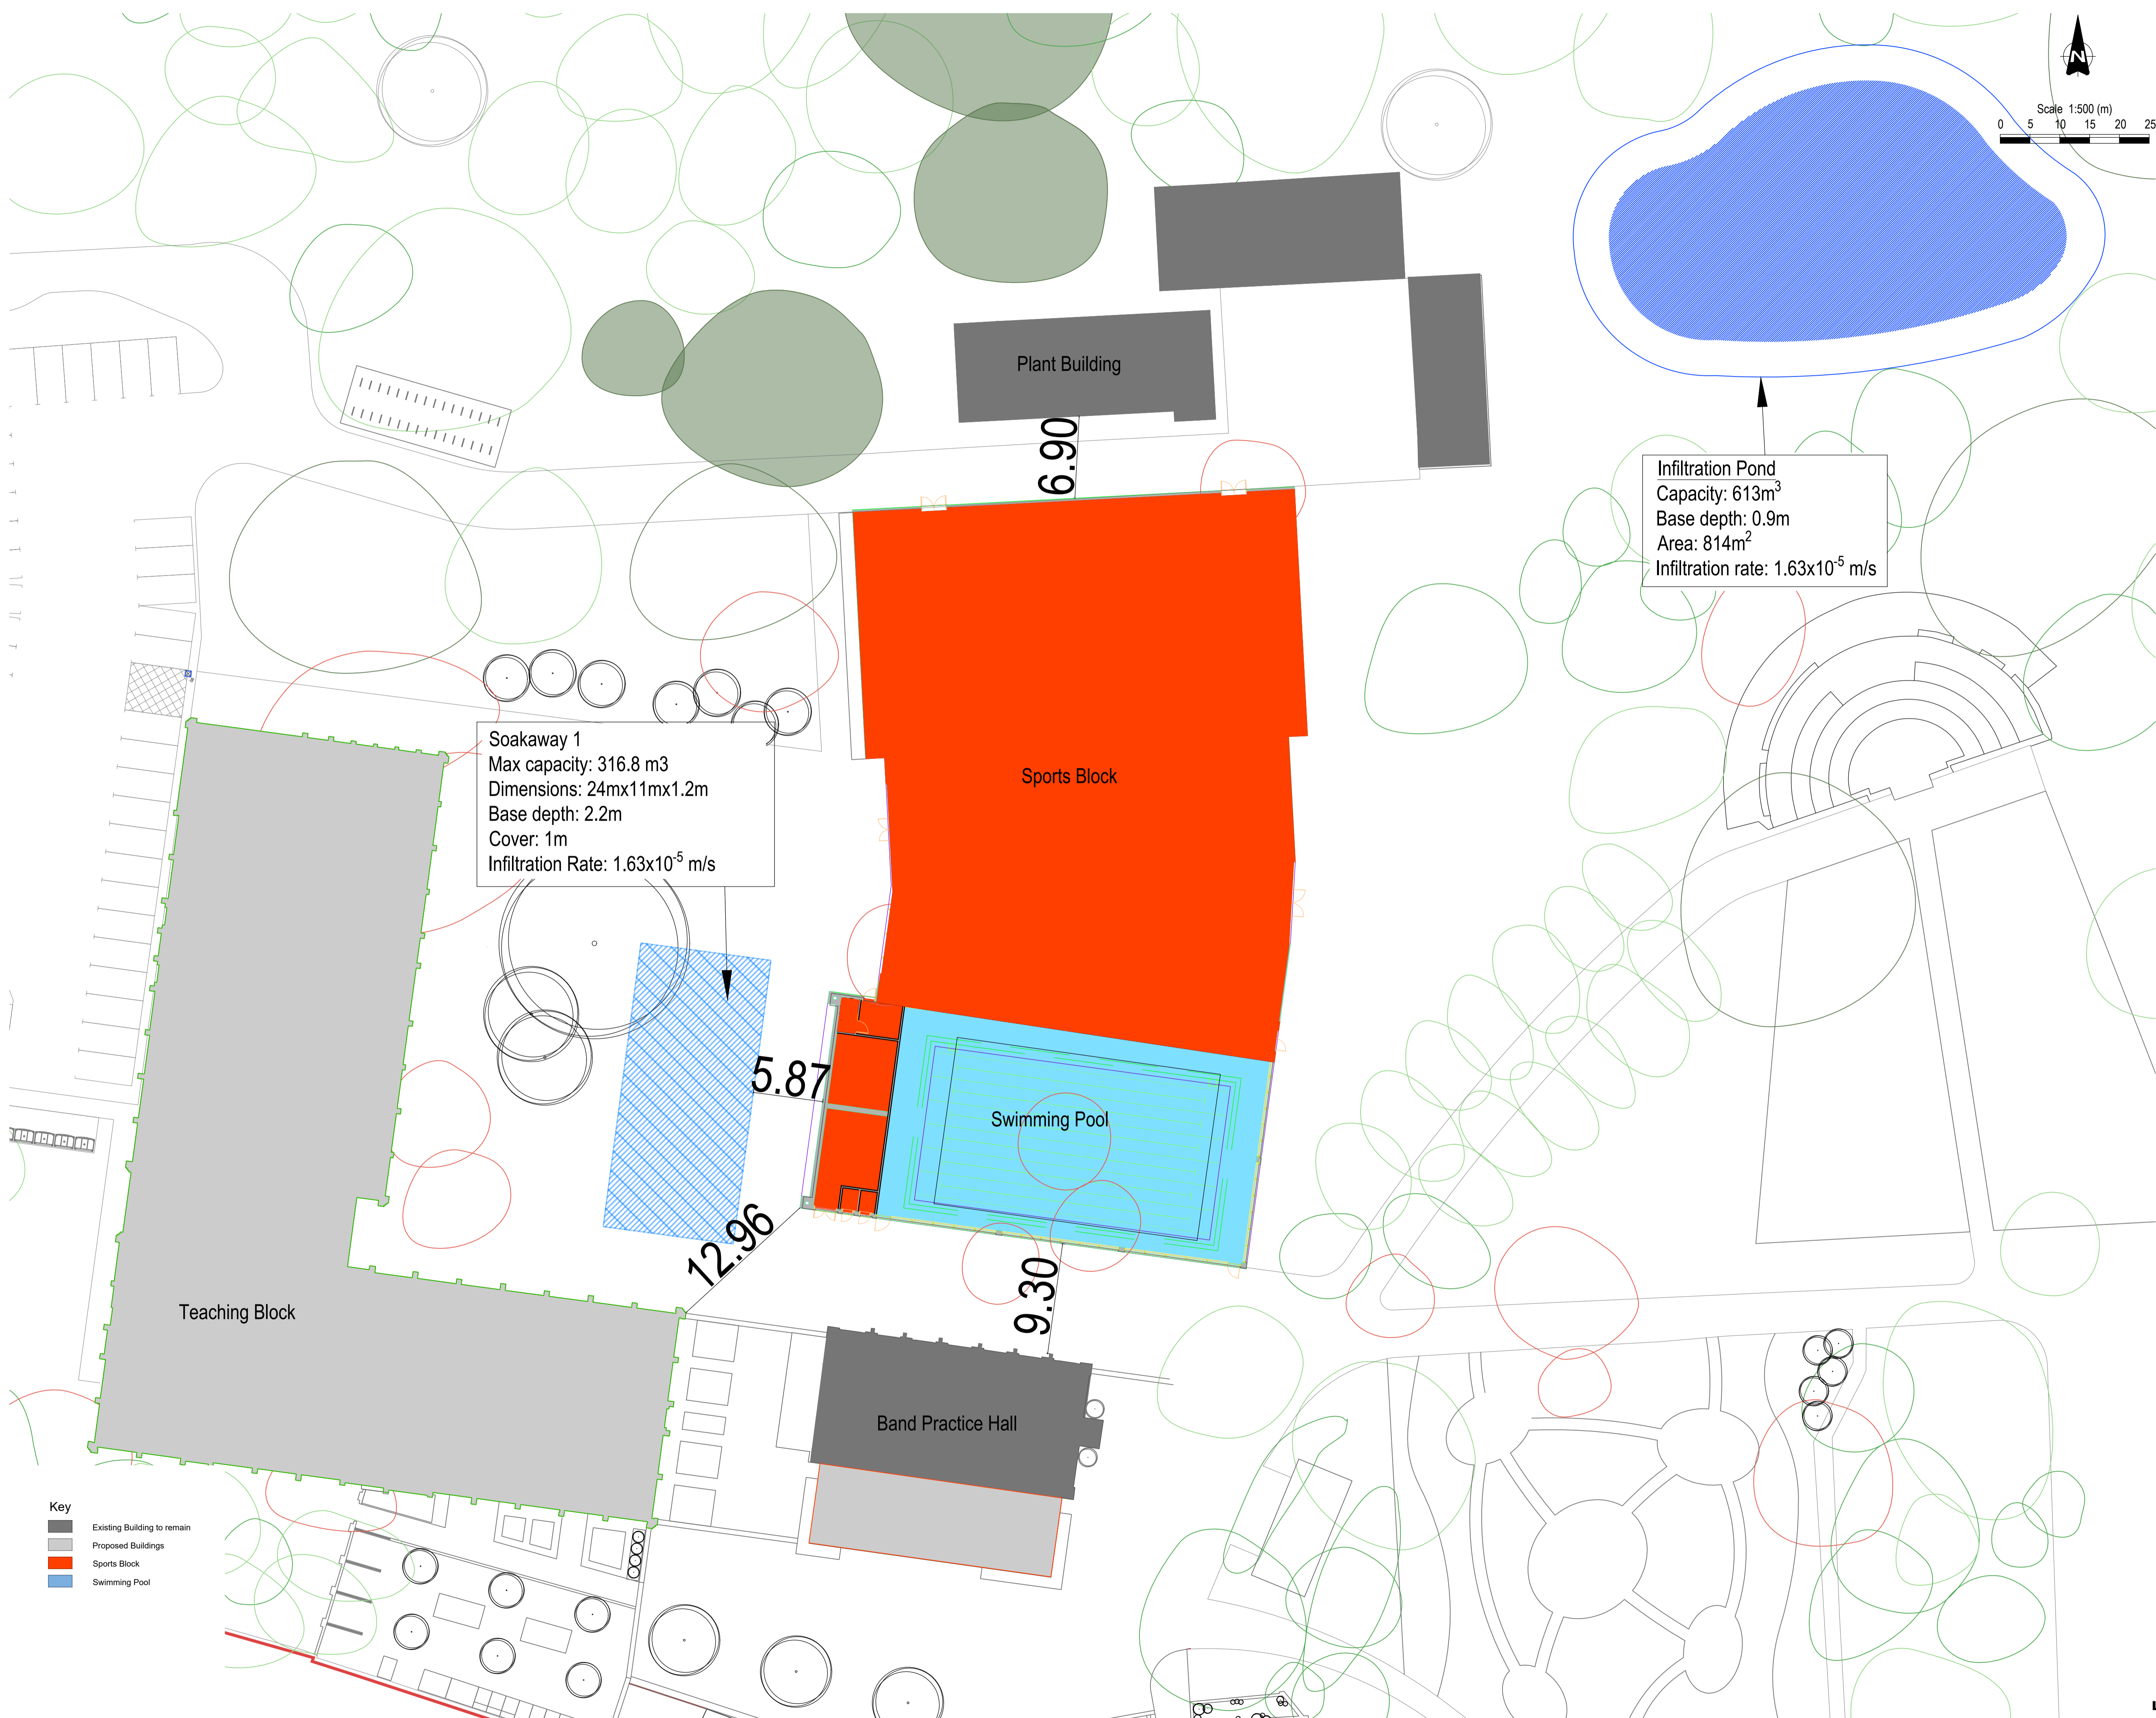 N
Scale 1:500 (m)
0 5 10 15 20 25
Plant Building
6.90
Infiltration Pond
Capacity: 613m³
Base depth: 0.9m
Area: 814m²
Infiltration rate: 1.63x10⁻⁵ m/s
Soakaway 1
Max capacity: 316.8 m3
Dimensions: 24mx11mx1.2m
Base depth: 2.2m
Cover: 1m
Infiltration Rate: 1.63x10⁻⁵ m/s
Sports Block
5.87
Swimming Pool
12.96
9.30
Teaching Block
Band Practice Hall
Key
Existing Building to remain
Proposed Buildings
Sports Block
Swimming Pool